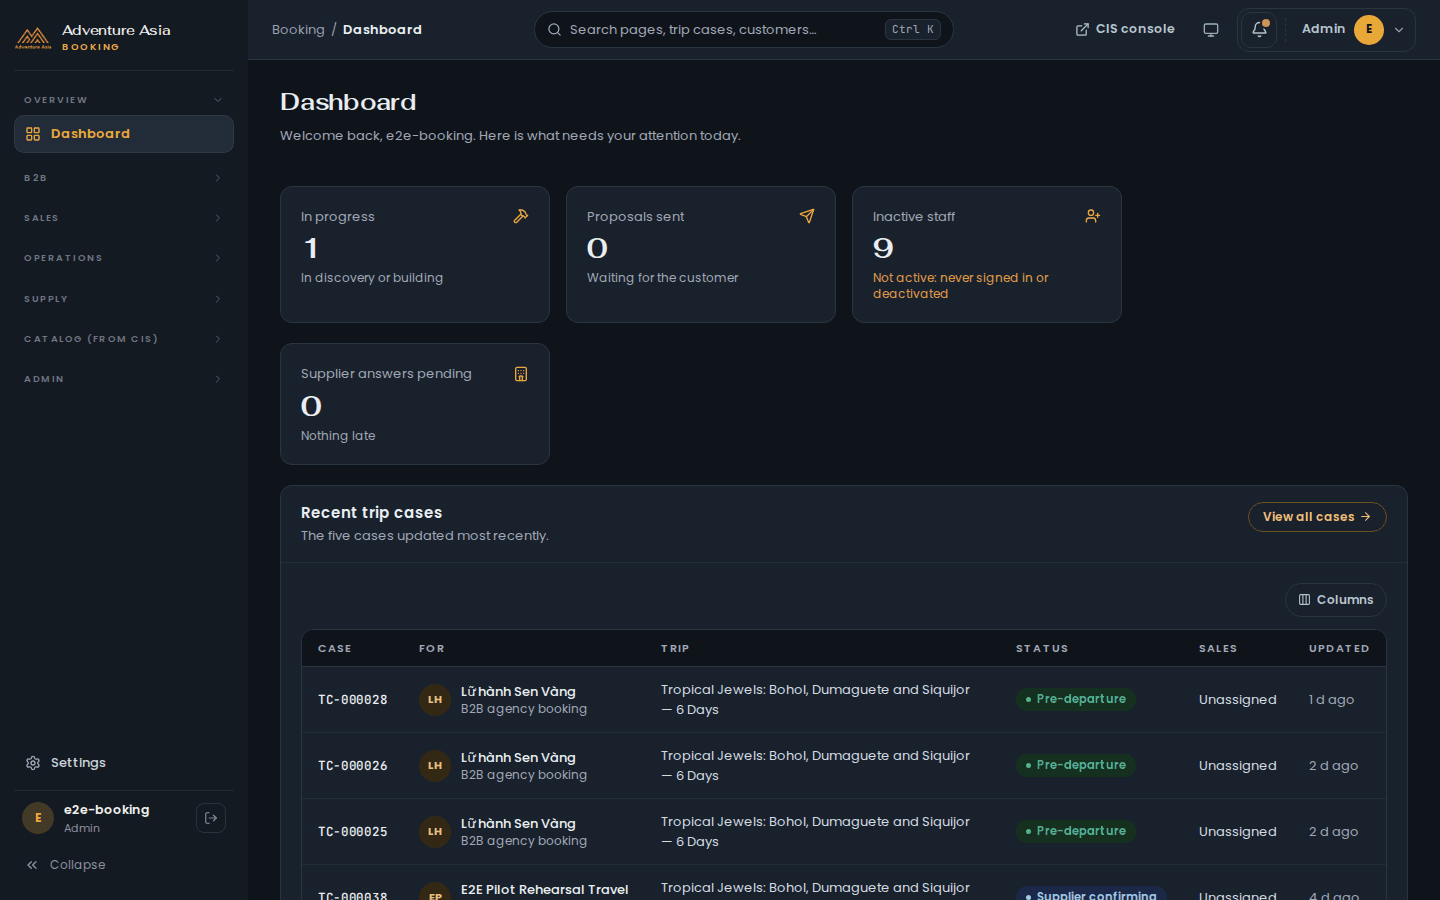 Adventure Asia
Adventure Asia
BOOKING
OVERVIEW
Dashboard
B2B
SALES
OPERATIONS
SUPPLY
CATALOG (FROM CIS)
ADMIN
Settings
E
e2e-booking
Admin
Collapse
Booking / Dashboard
Search pages, trip cases, customers...
Ctrl K
CIS console
Admin
E
Dashboard
Welcome back, e2e-booking. Here is what needs your attention today.
In progress
1
In discovery or building
Proposals sent
0
Waiting for the customer
Inactive staff
9
Not active: never signed in or
deactivated
Supplier answers pending
0
Nothing late
Recent trip cases
The five cases updated most recently.
View all cases →
Columns
CASE FOR TRIP STATUS SALES UPDATED
TC-000028 LH Lữ hành Sen Vàng B2B agency booking Tropical Jewels: Bohol, Dumaguete and Siquijor
— 6 Days Pre-departure Unassigned 1 d ago
TC-000026 LH Lữ hành Sen Vàng B2B agency booking Tropical Jewels: Bohol, Dumaguete and Siquijor
— 6 Days Pre-departure Unassigned 2 d ago
TC-000025 LH Lữ hành Sen Vàng B2B agency booking Tropical Jewels: Bohol, Dumaguete and Siquijor
— 6 Days Pre-departure Unassigned 2 d ago
TC-000038 EP E2E Pilot Rehearsal Travel Tropical Jewels: Bohol, Dumaguete and Siquijor
Supplier confirming Unassigned 4 d ago